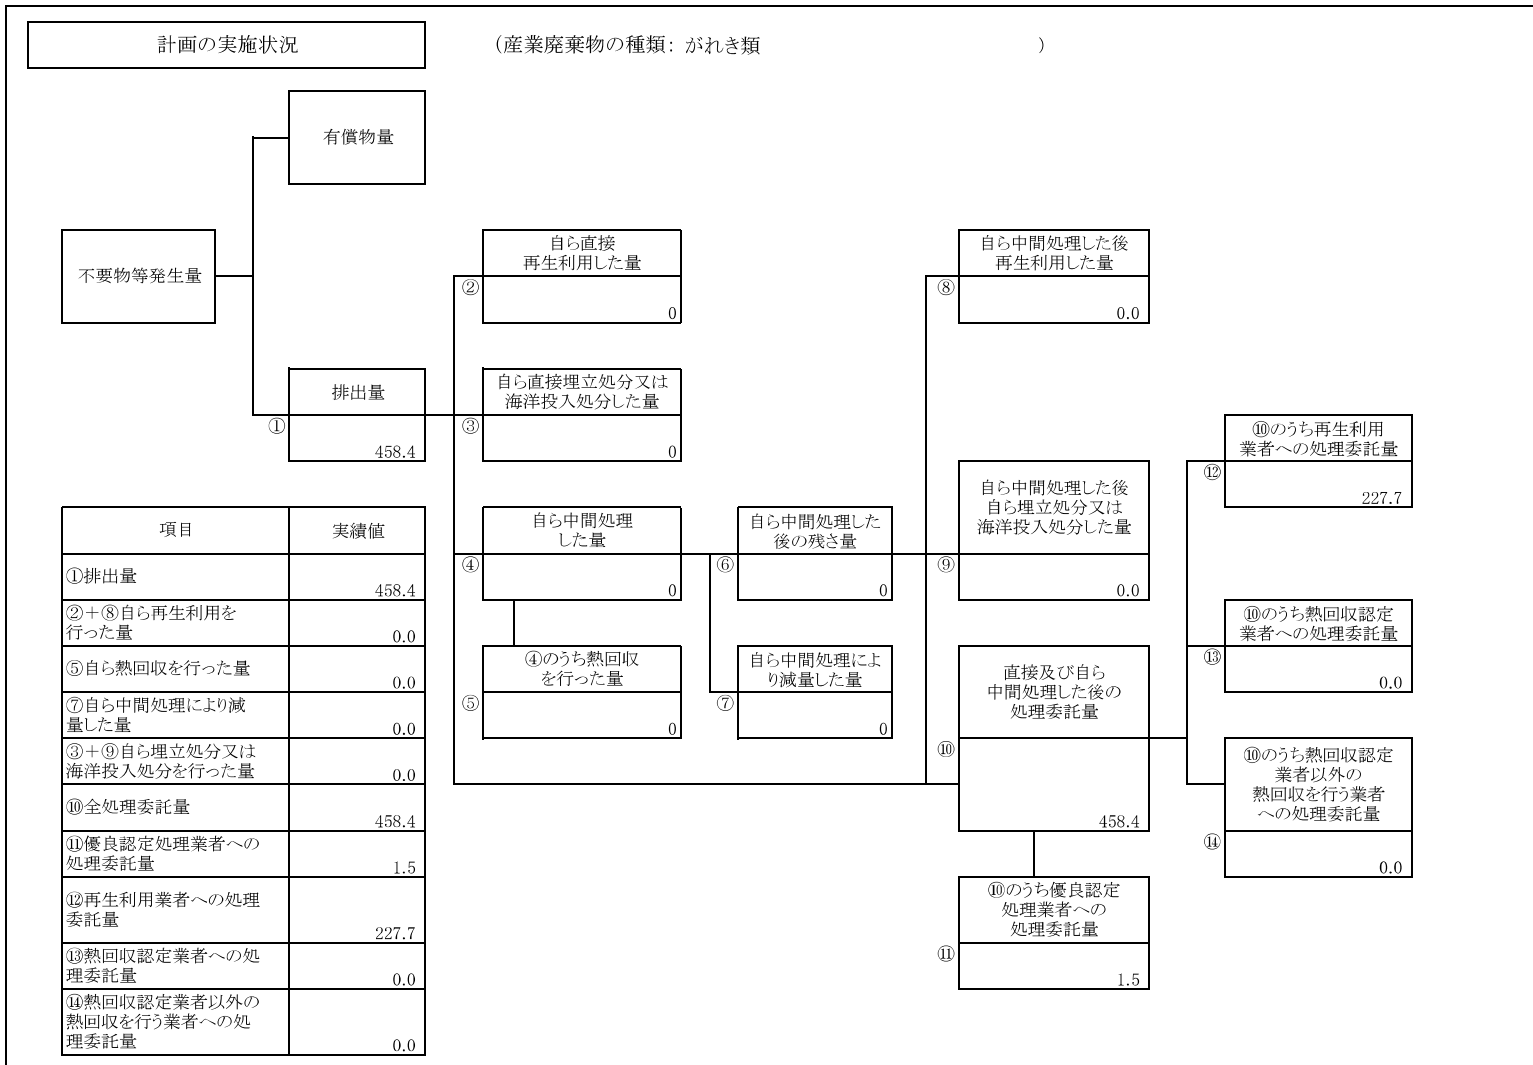 計画の実施状況
(産業廃棄物の種類: がれき類 )
有償物量
不要物等発生量
排出量
①
458.4
自ら直接
再生利用した量
②
0
自ら直接埋立処分又は
海洋投入処分した量
③
0
自ら中間処理
した量
④
0
④のうち熱回収
を行った量
⑤
0
自ら中間処理した
後の残さ量
⑥
0
自ら中間処理によ
り減量した量
⑦
0
自ら中間処理した後
再生利用した量
⑧
0.0
自ら中間処理した後
自ら埋立処分又は
海洋投入処分した量
⑨
0.0
直接及び自ら
中間処理した後の
処理委託量
⑩
458.4
⑩のうち優良認定
処理業者への
処理委託量
⑪
1.5
⑩のうち再生利用
業者への処理委託量
⑫
227.7
⑩のうち熱回収認定
業者への処理委託量
⑬
0.0
⑩のうち熱回収認定
業者以外の
熱回収を行う業者
への処理委託量
⑭
0.0
項目 実績値
①排出量
458.4
②+⑧自ら再生利用を
行った量
0.0
⑤自ら熱回収を行った量
0.0
⑦自ら中間処理により減
量した量
0.0
③+⑨自ら埋立処分又は
海洋投入処分を行った量
0.0
⑩全処理委託量
458.4
⑪優良認定処理業者への
処理委託量
1.5
⑫再生利用業者への処理
委託量
227.7
⑬熱回収認定業者への処
理委託量
0.0
⑭熱回収認定業者以外の
熱回収を行う業者への処
理委託量
0.0